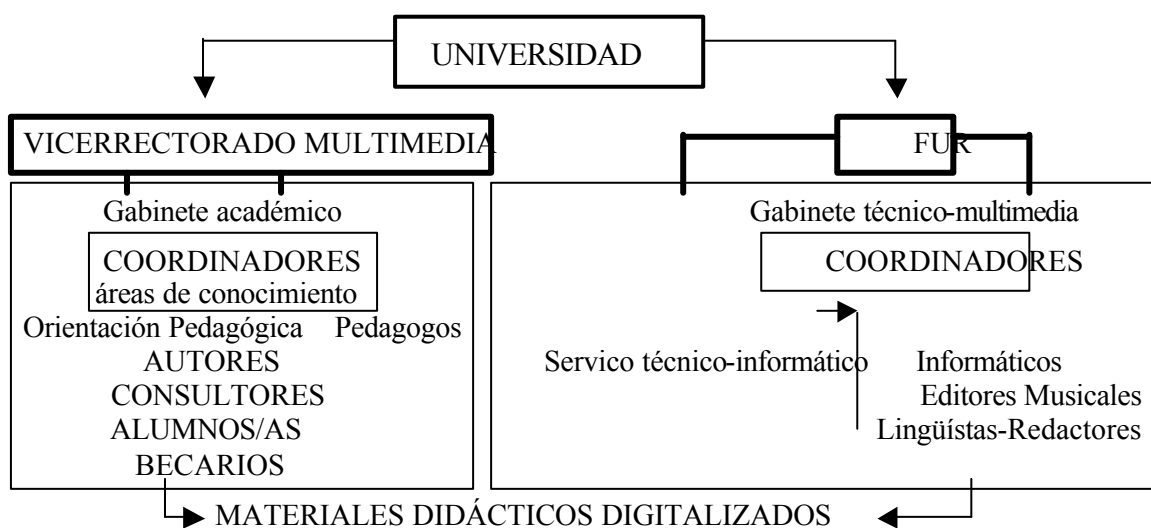 UNIVERSIDAD
VICERRECTORADO MULTIMEDIA
FUR
Gabinete académico
COORDINADORES
áreas de conocimiento
Orientación Pedagógica Pedagogos
AUTORES
CONSULTORES
ALUMNOS/AS
BECARIOS
Gabinete técnico-multimedia
COORDINADORES
Servico técnico-informático Informáticos
Editores Musicales
Lingüístas-Redactores
MATERIALES DIDÁCTICOS DIGITALIZADOS